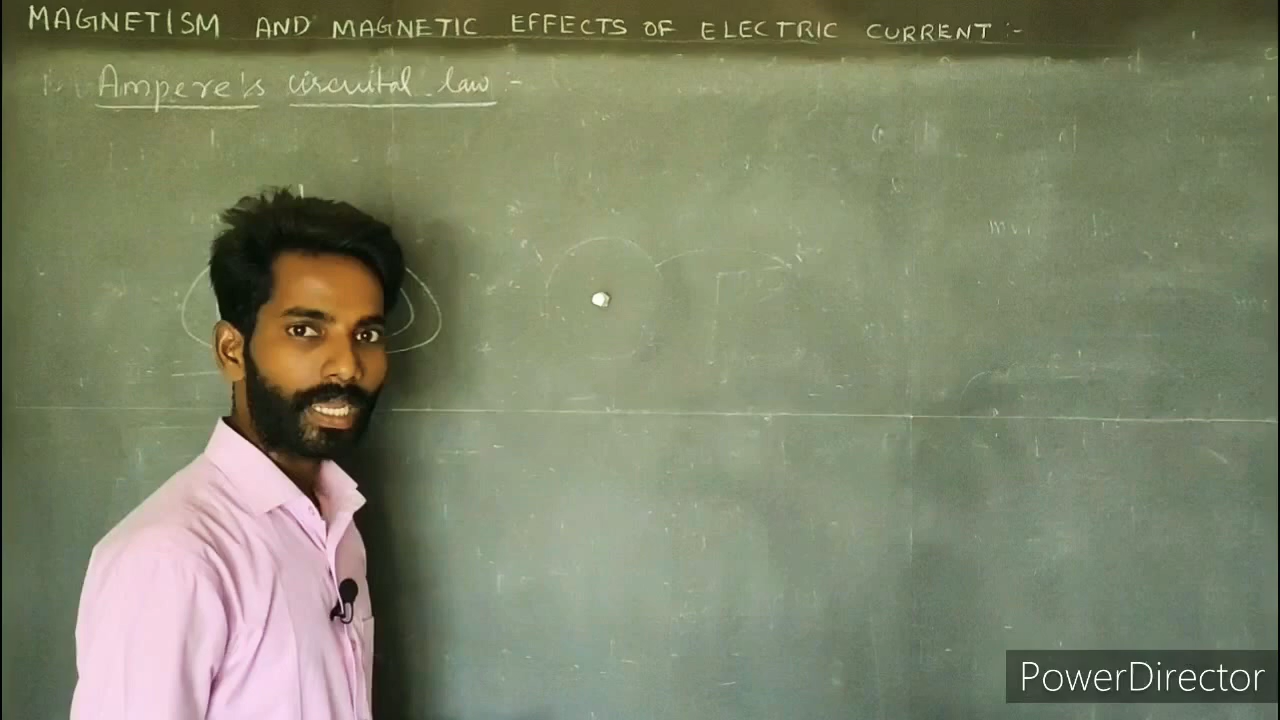 MAGNETISM AND MAGNETIC EFFECTS OF ELECTRIC CURRENT :-
Ampere's circuital law :-
PowerDirector